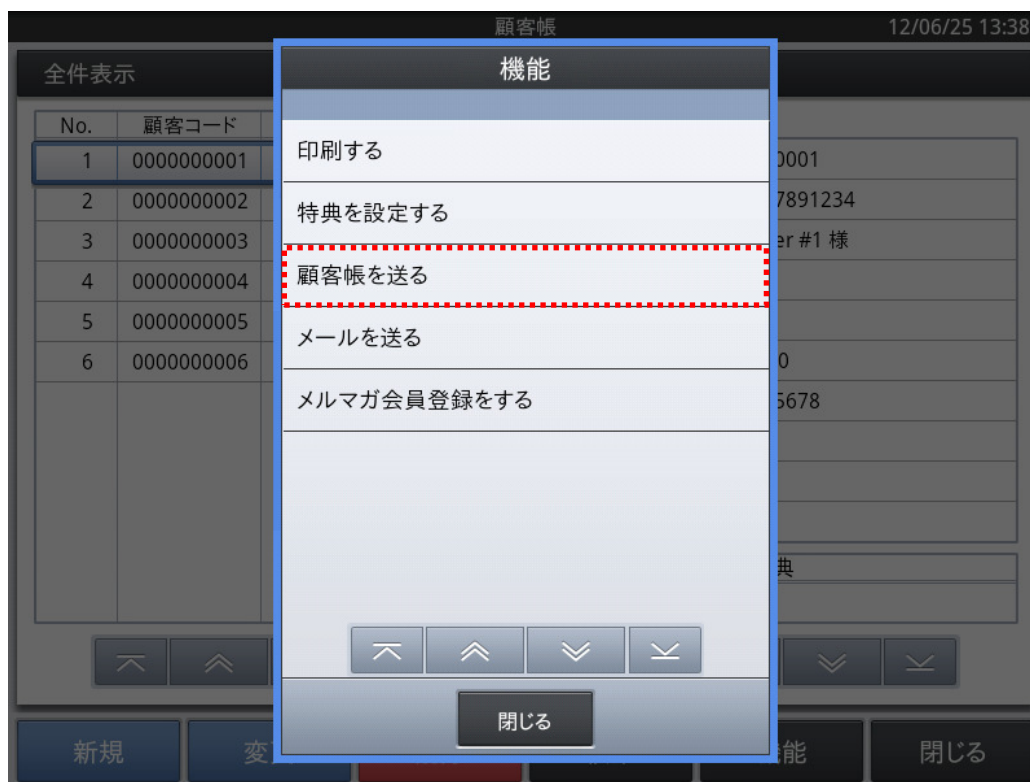 顧客帳
12/06/25 13:38
全件表示
機能
No. 顧客コード
1 0000000001
2 0000000002
3 0000000003
4 0000000004
5 0000000005
6 0000000006
印刷する
特典を設定する
顧客帳を送る
メールを送る
メルマガ会員登録をする
閉じる
0001
7891234
er #1 様
0
5678
典
新規
変
能
閉じる